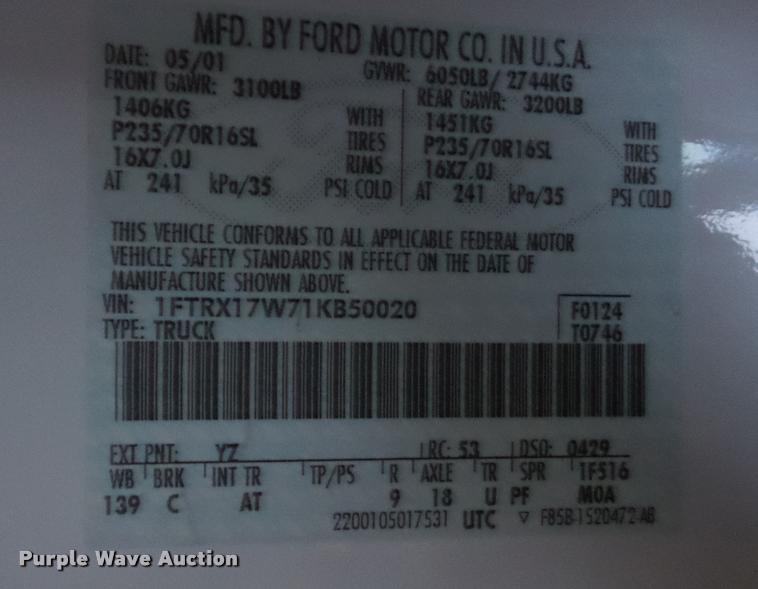 MFD. BY FORD MOTOR CO. IN U.S.A.
DATE: 05/01 GVWR: 6050LB/ 2744KG
FRONT GAWR: 3100LB REAR GAWR: 3200LB
1406KG WITH 1451KG WITH
P235/70R16SL TIRES P235/70R16SL TIRES
16X7.0J RIMS 16X7.0J RIMS
AT 241 kPa/35 PSI COLD AT 241 kPa/35 PSI COLD
THIS VEHICLE CONFORMS TO ALL APPLICABLE FEDERAL MOTOR
VEHICLE SAFETY STANDARDS IN EFFECT ON THE DATE OF
MANUFACTURE SHOWN ABOVE.
VIN: 1FTRX17W71KB50020 F0124
TYPE: TRUCK T0746
EXT PNT: YZ RC: 53 DSO: 0429
WB BRK INT TR TP/PS R AXLE TR SPR 1F516
139 C AT 9 18 U PF M0A
2200105017531 UTC ▽ F85B-1520472-AB
Purple Wave Auction